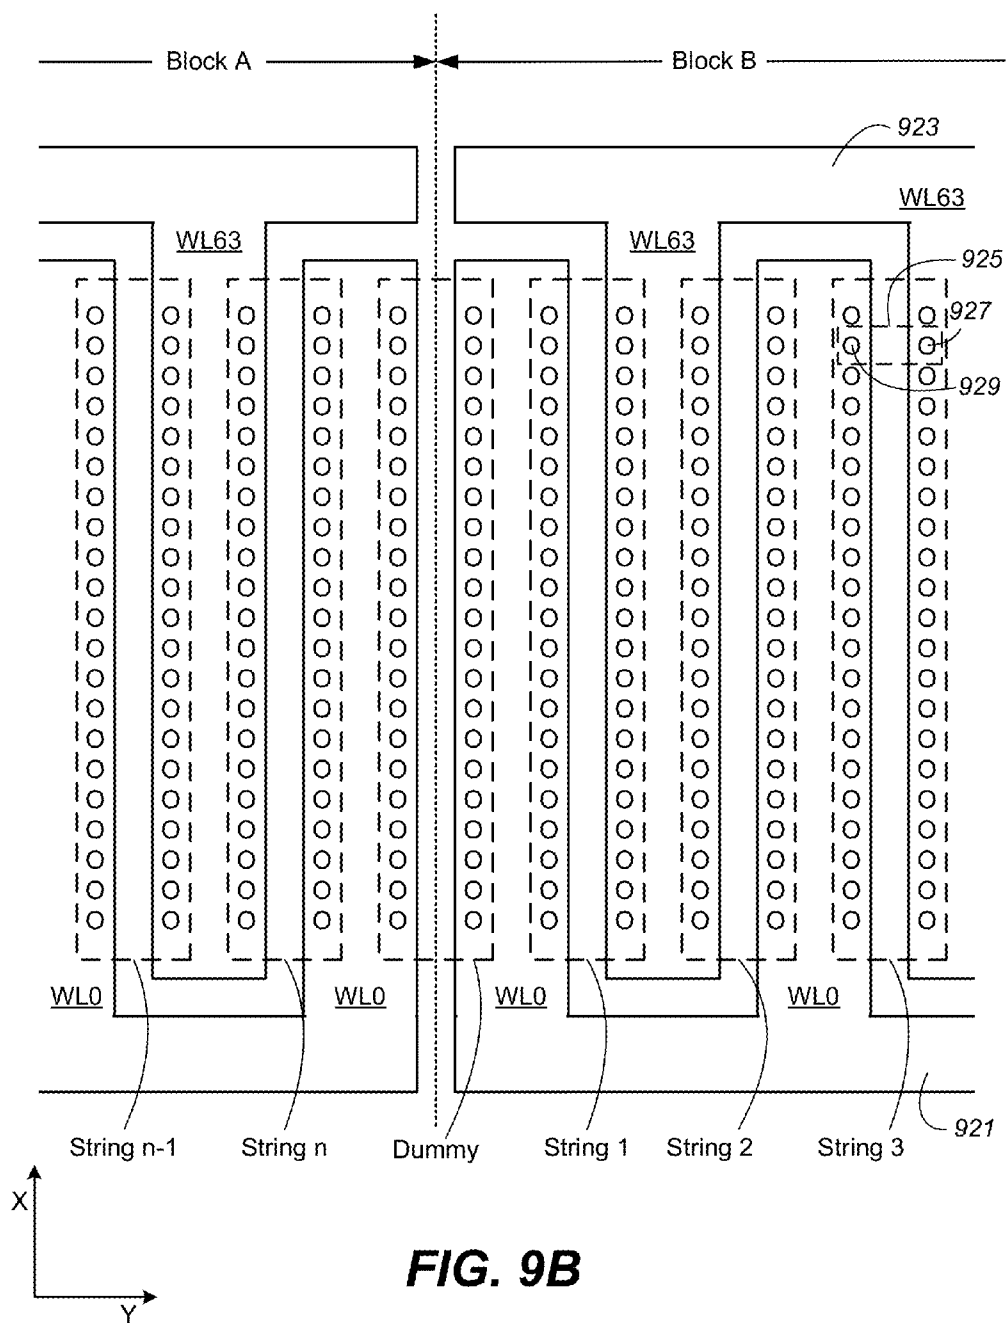 Block A
Block B
923
WL63
WL63
WL63
925
927
929
WL0
WL0
WL0
WL0
921
String n-1
String n
Dummy
String 1
String 2
String 3
X
Y
FIG. 9B